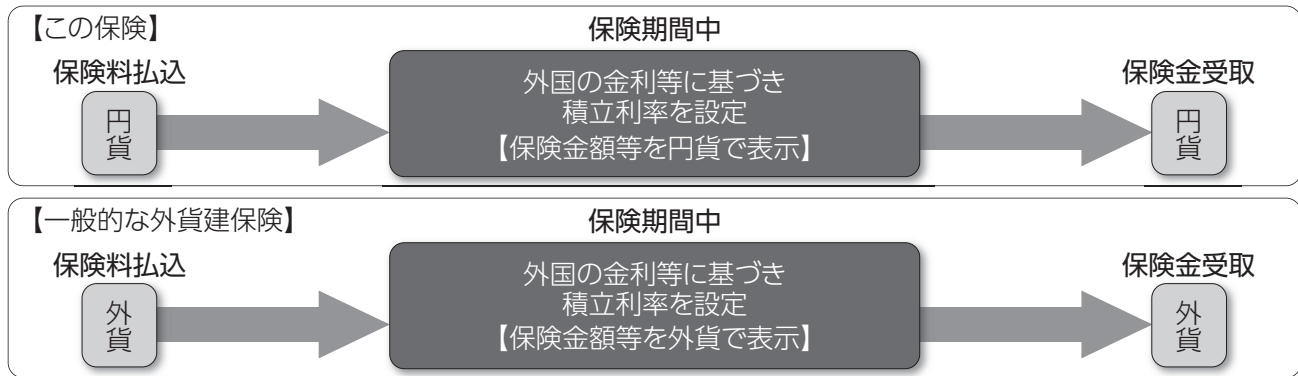 【この保険】
保険期間中
保険料払込
保険金受取
円貨
外国の金利等に基づき
積立利率を設定
【保険金額等を円貨で表示】
円貨
【一般的な外貨建保険】
保険期間中
保険料払込
保険金受取
外貨
外国の金利等に基づき
積立利率を設定
【保険金額等を外貨で表示】
外貨